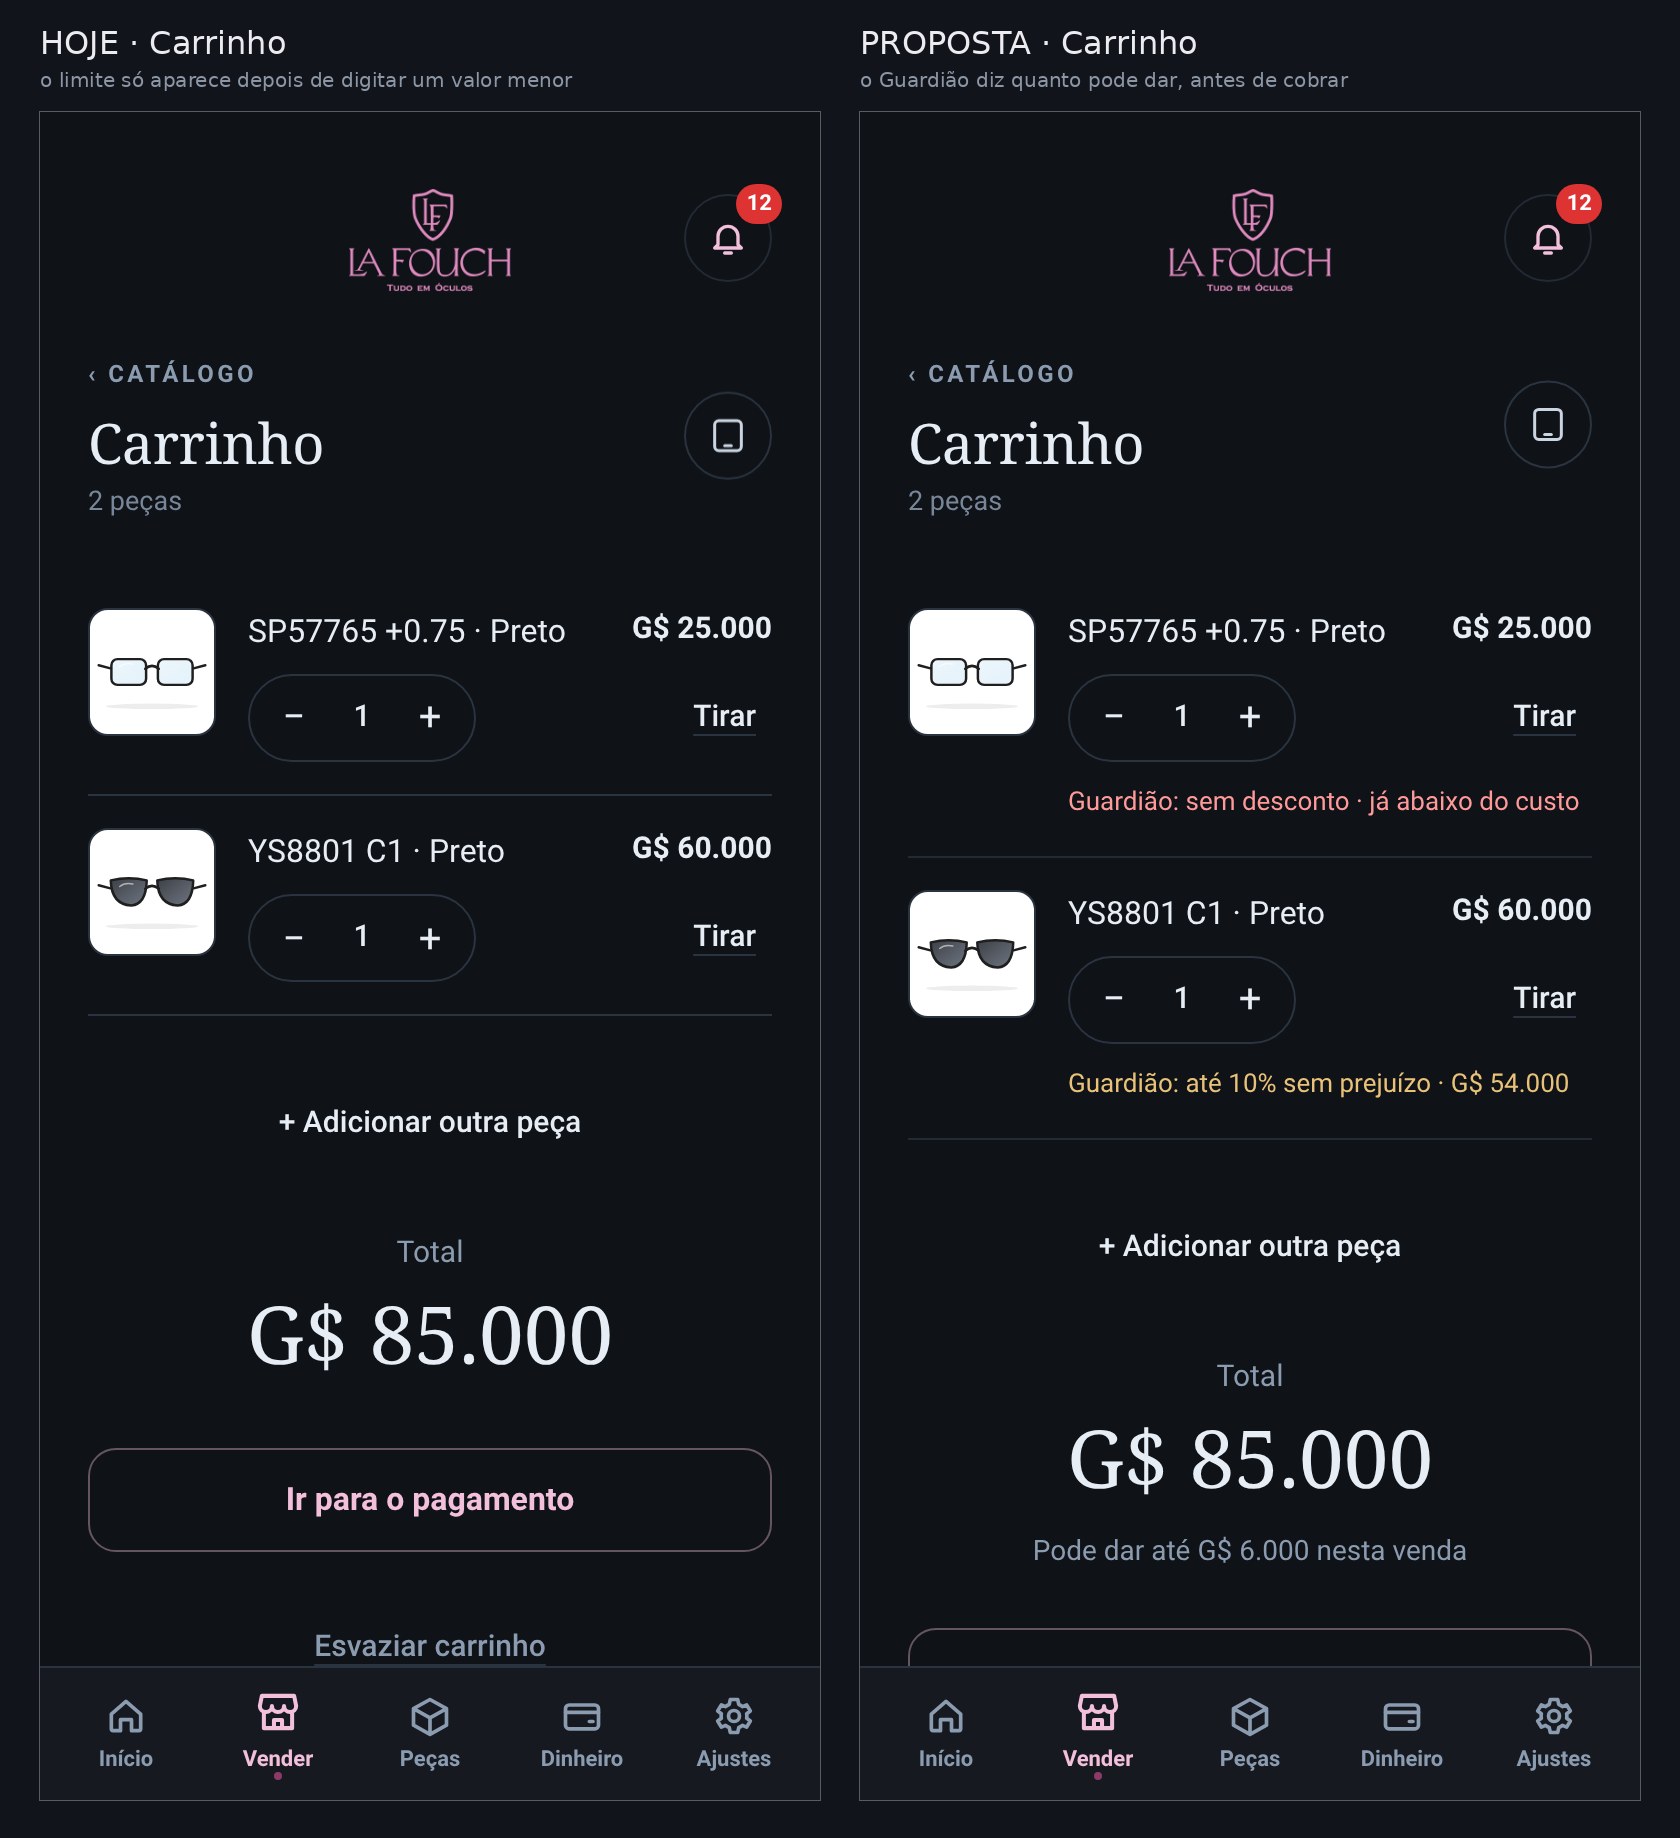 HOJE · Carrinho
o limite só aparece depois de digitar um valor menor
LF
LA FOUCH
TUDO EM ÓCULOS
12
‹ CATÁLOGO
Carrinho
2 peças
SP57765 +0.75 · Preto
G$ 25.000
− 1 +
Tirar
YS8801 C1 · Preto
G$ 60.000
− 1 +
Tirar
+ Adicionar outra peça
Total
G$ 85.000
Ir para o pagamento
Esvaziar carrinho
Início
Vender
Peças
Dinheiro
Ajustes
PROPOSTA · Carrinho
o Guardião diz quanto pode dar, antes de cobrar
LF
LA FOUCH
TUDO EM ÓCULOS
12
‹ CATÁLOGO
Carrinho
2 peças
SP57765 +0.75 · Preto
G$ 25.000
− 1 +
Tirar
Guardião: sem desconto · já abaixo do custo
YS8801 C1 · Preto
G$ 60.000
− 1 +
Tirar
Guardião: até 10% sem prejuízo · G$ 54.000
+ Adicionar outra peça
Total
G$ 85.000
Pode dar até G$ 6.000 nesta venda
Início
Vender
Peças
Dinheiro
Ajustes